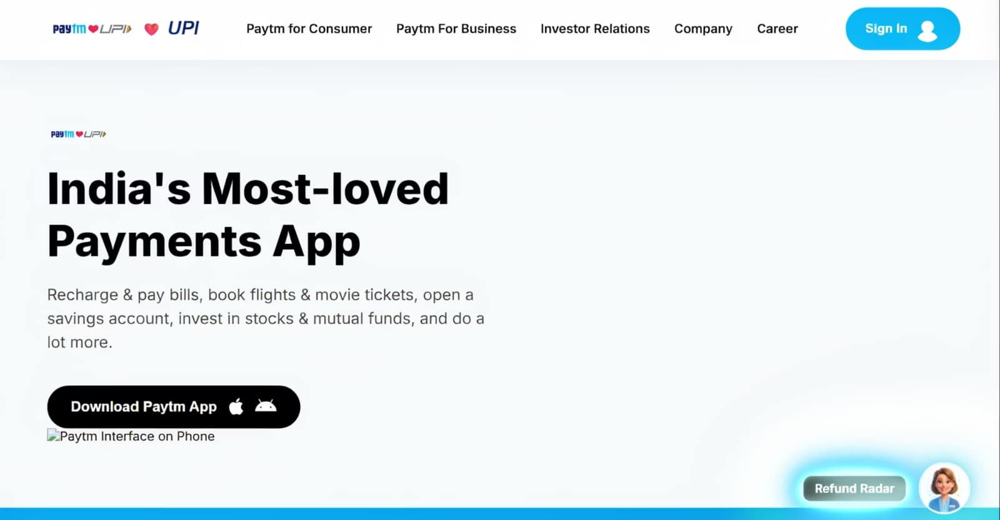 paytm UPI UPI
Paytm for Consumer
Paytm For Business
Investor Relations
Company
Career
Sign In
paytm UPI
India's Most-loved
Payments App
Recharge & pay bills, book flights & movie tickets, open a
savings account, invest in stocks & mutual funds, and do a
lot more.
Download Paytm App
Paytm Interface on Phone
Refund Radar